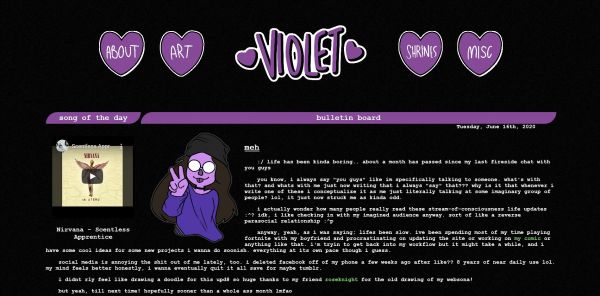 ABOUT
ART
VIOLET
SHRINES
MISC
song of the day
bulletin board
Tuesday, June 16th, 2020
Scentless Appr...
NIRVANA
IN UTERO
Nirvana - Scentless
Apprentice
meh
:/ life has been kinda boring.. about a month has passed since my last fireside chat with
you guys
you know, i always say "you guys" like im specifically talking to someone. what's with
that? and whats with me just now writing that i always *say* that??? why is it that whenever i
write one of these i conceptualize it as me just literally talking at some imaginary group of
people? lol, it just now struck me as kinda odd.
i actually wonder how many people really read these stream-of-consciousness life updates
:^? idk, i like checking in with my imagined audience anyway. sort of like a reverse
parasocial relationship :^p
anyway, yeah, as i was saying; lifes been slow. ive been spending most of my time playing
fortnite with my boyfriend and procrastinating on updating the site or working on my comic or
anything like that. i'm tryin to get back into my workflow but it might take a while, and i
have some cool ideas for some new projects i wanna do soonish. everything at its own pace though i guess.
social media is annoying the shit out of me lately, too. i deleted facebook off of my phone a few weeks ago after like?? 8 years of near daily use lol.
my mind feels better honestly, i wanna eventually quit it all save for maybe tumblr.
i didnt rly feel like drawing a doodle for this upd8 so huge thanks to my friend roseknight for the old drawing of my websona!
but yeah, till next time! hopefully sooner than a whole ass month lmfao